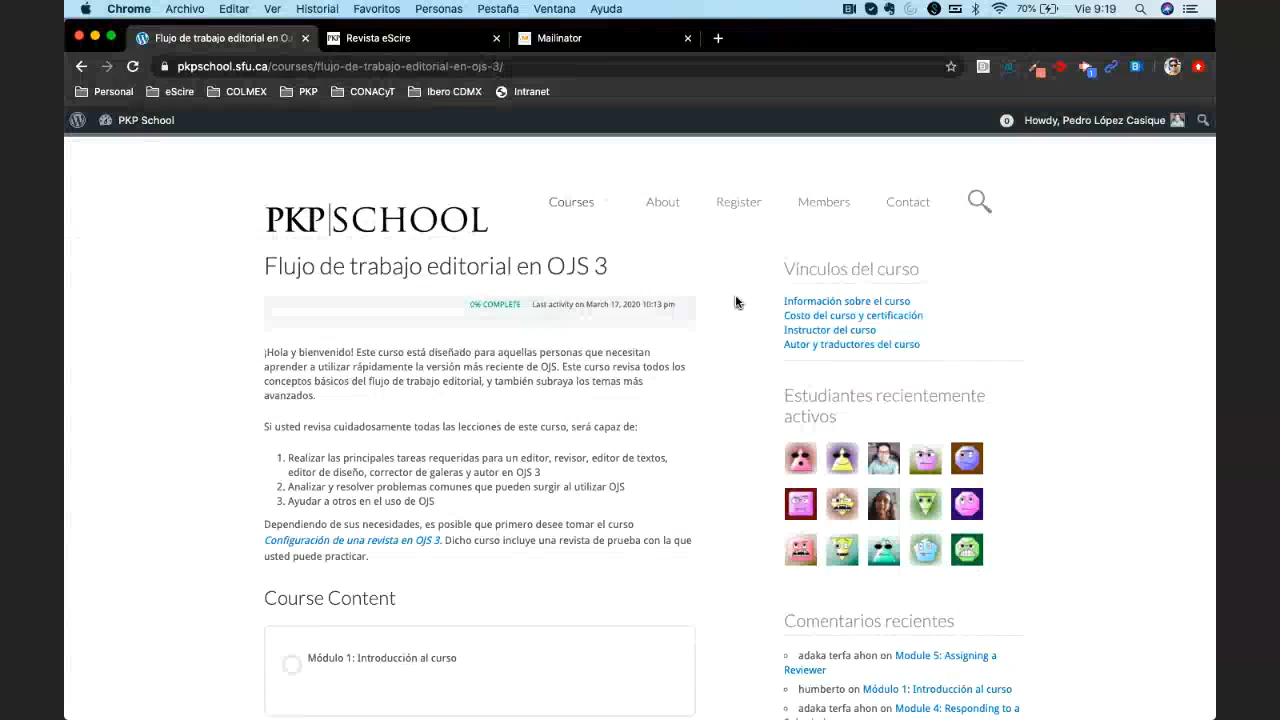 Chrome Archivo Editar Ver Historial Favoritos Personas Pestaña Ventana Ayuda 70% Vie 9:19
Flujo de trabajo editorial en O
PKP Revista eScire
Mailinator
pkpschool.sfu.ca/courses/flujo-de-trabajo-editorial-en-ojs-3/
Personal eScire COLMEX PKP CONACyT Ibero CDMX Intranet
PKP School 0 Howdy, Pedro López Casique
PKP|SCHOOL
Courses About Register Members Contact
Flujo de trabajo editorial en OJS 3
0% COMPLETE Last activity on March 17, 2020 10:13 pm
¡Hola y bienvenido! Este curso está diseñado para aquellas personas que necesitan
aprender a utilizar rápidamente la versión más reciente de OJS. Este curso revisa todos los
conceptos básicos del flujo de trabajo editorial, y también subraya los temas más
avanzados.
Si usted revisa cuidadosamente todas las lecciones de este curso, será capaz de:
1. Realizar las principales tareas requeridas para un editor, revisor, editor de textos,
editor de diseño, corrector de galeras y autor en OJS 3
2. Analizar y resolver problemas comunes que pueden surgir al utilizar OJS
3. Ayudar a otros en el uso de OJS
Dependiendo de sus necesidades, es posible que primero desee tomar el curso
Configuración de una revista en OJS 3. Dicho curso incluye una revista de prueba con la que
usted puede practicar.
Course Content
Módulo 1: Introducción al curso
Vínculos del curso
Información sobre el curso
Costo del curso y certificación
Instructor del curso
Autor y traductores del curso
Estudiantes recientemente
activos
Comentarios recientes
adaka terfa ahon on Module 5: Assigning a
Reviewer
humberto on Módulo 1: Introducción al curso
adaka terfa ahon on Module 4: Responding to a